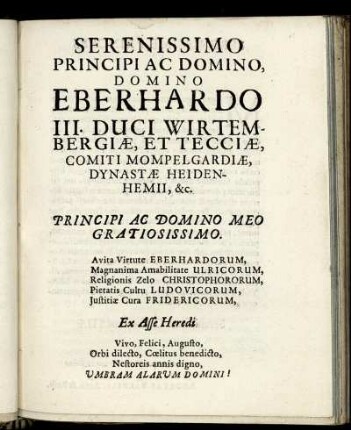 SERENISSIMO
PRINCIPI AC DOMINO,
DOMINO
EBERHARDO
III. DUCI WIRTEM-
BERGIÆ, ET TECCIÆ,
COMITI MOMPELGARDIÆ,
DYNASTÆ HEIDEN-
HEMII, &c.
PRINCIPI AC DOMINO MEO
GRATIOSISSIMO.
Avita Virtute EBERHARDORUM,
Magnanima Amabilitate ULRICORUM,
Religionis Zelo CHRISTOPHORORUM,
Pietatis Cultu LUDOVICORUM,
Justitiæ Cura FRIDERICORUM,
Ex Asse Heredi
Vivo, Felici, Augusto,
Orbi dilecto, Cœlitus benedicto,
Nestoreis annis digno,
UMBRAM ALARUM DOMINI!